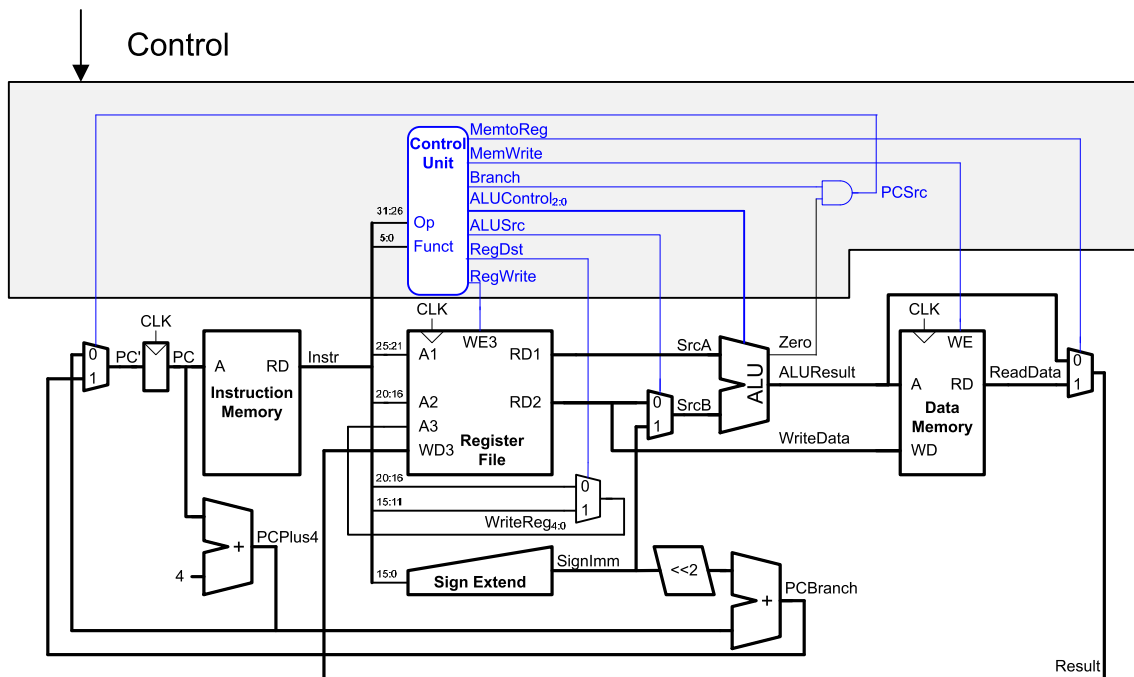 Control
Control
Unit
MemtoReg
MemWrite
Branch
ALUControl2:0
ALUSrc
RegDst
RegWrite
PCSrc
31:26
Op
5:0
Funct
CLK
CLK
CLK
0
1
PC'
PC
A
RD
Instruction
Memory
Instr
25:21
20:16
A1
A2
A3
WD3
WE3
RD1
RD2
Register
File
0
1
SrcA
SrcB
ALU
Zero
ALUResult
WriteData
A
RD
WE
WD
Data
Memory
ReadData
0
1
20:16
15:11
0
1
WriteReg4:0
PCPlus4
+
4
15:0
Sign Extend
SignImm
<<2
+
PCBranch
Result